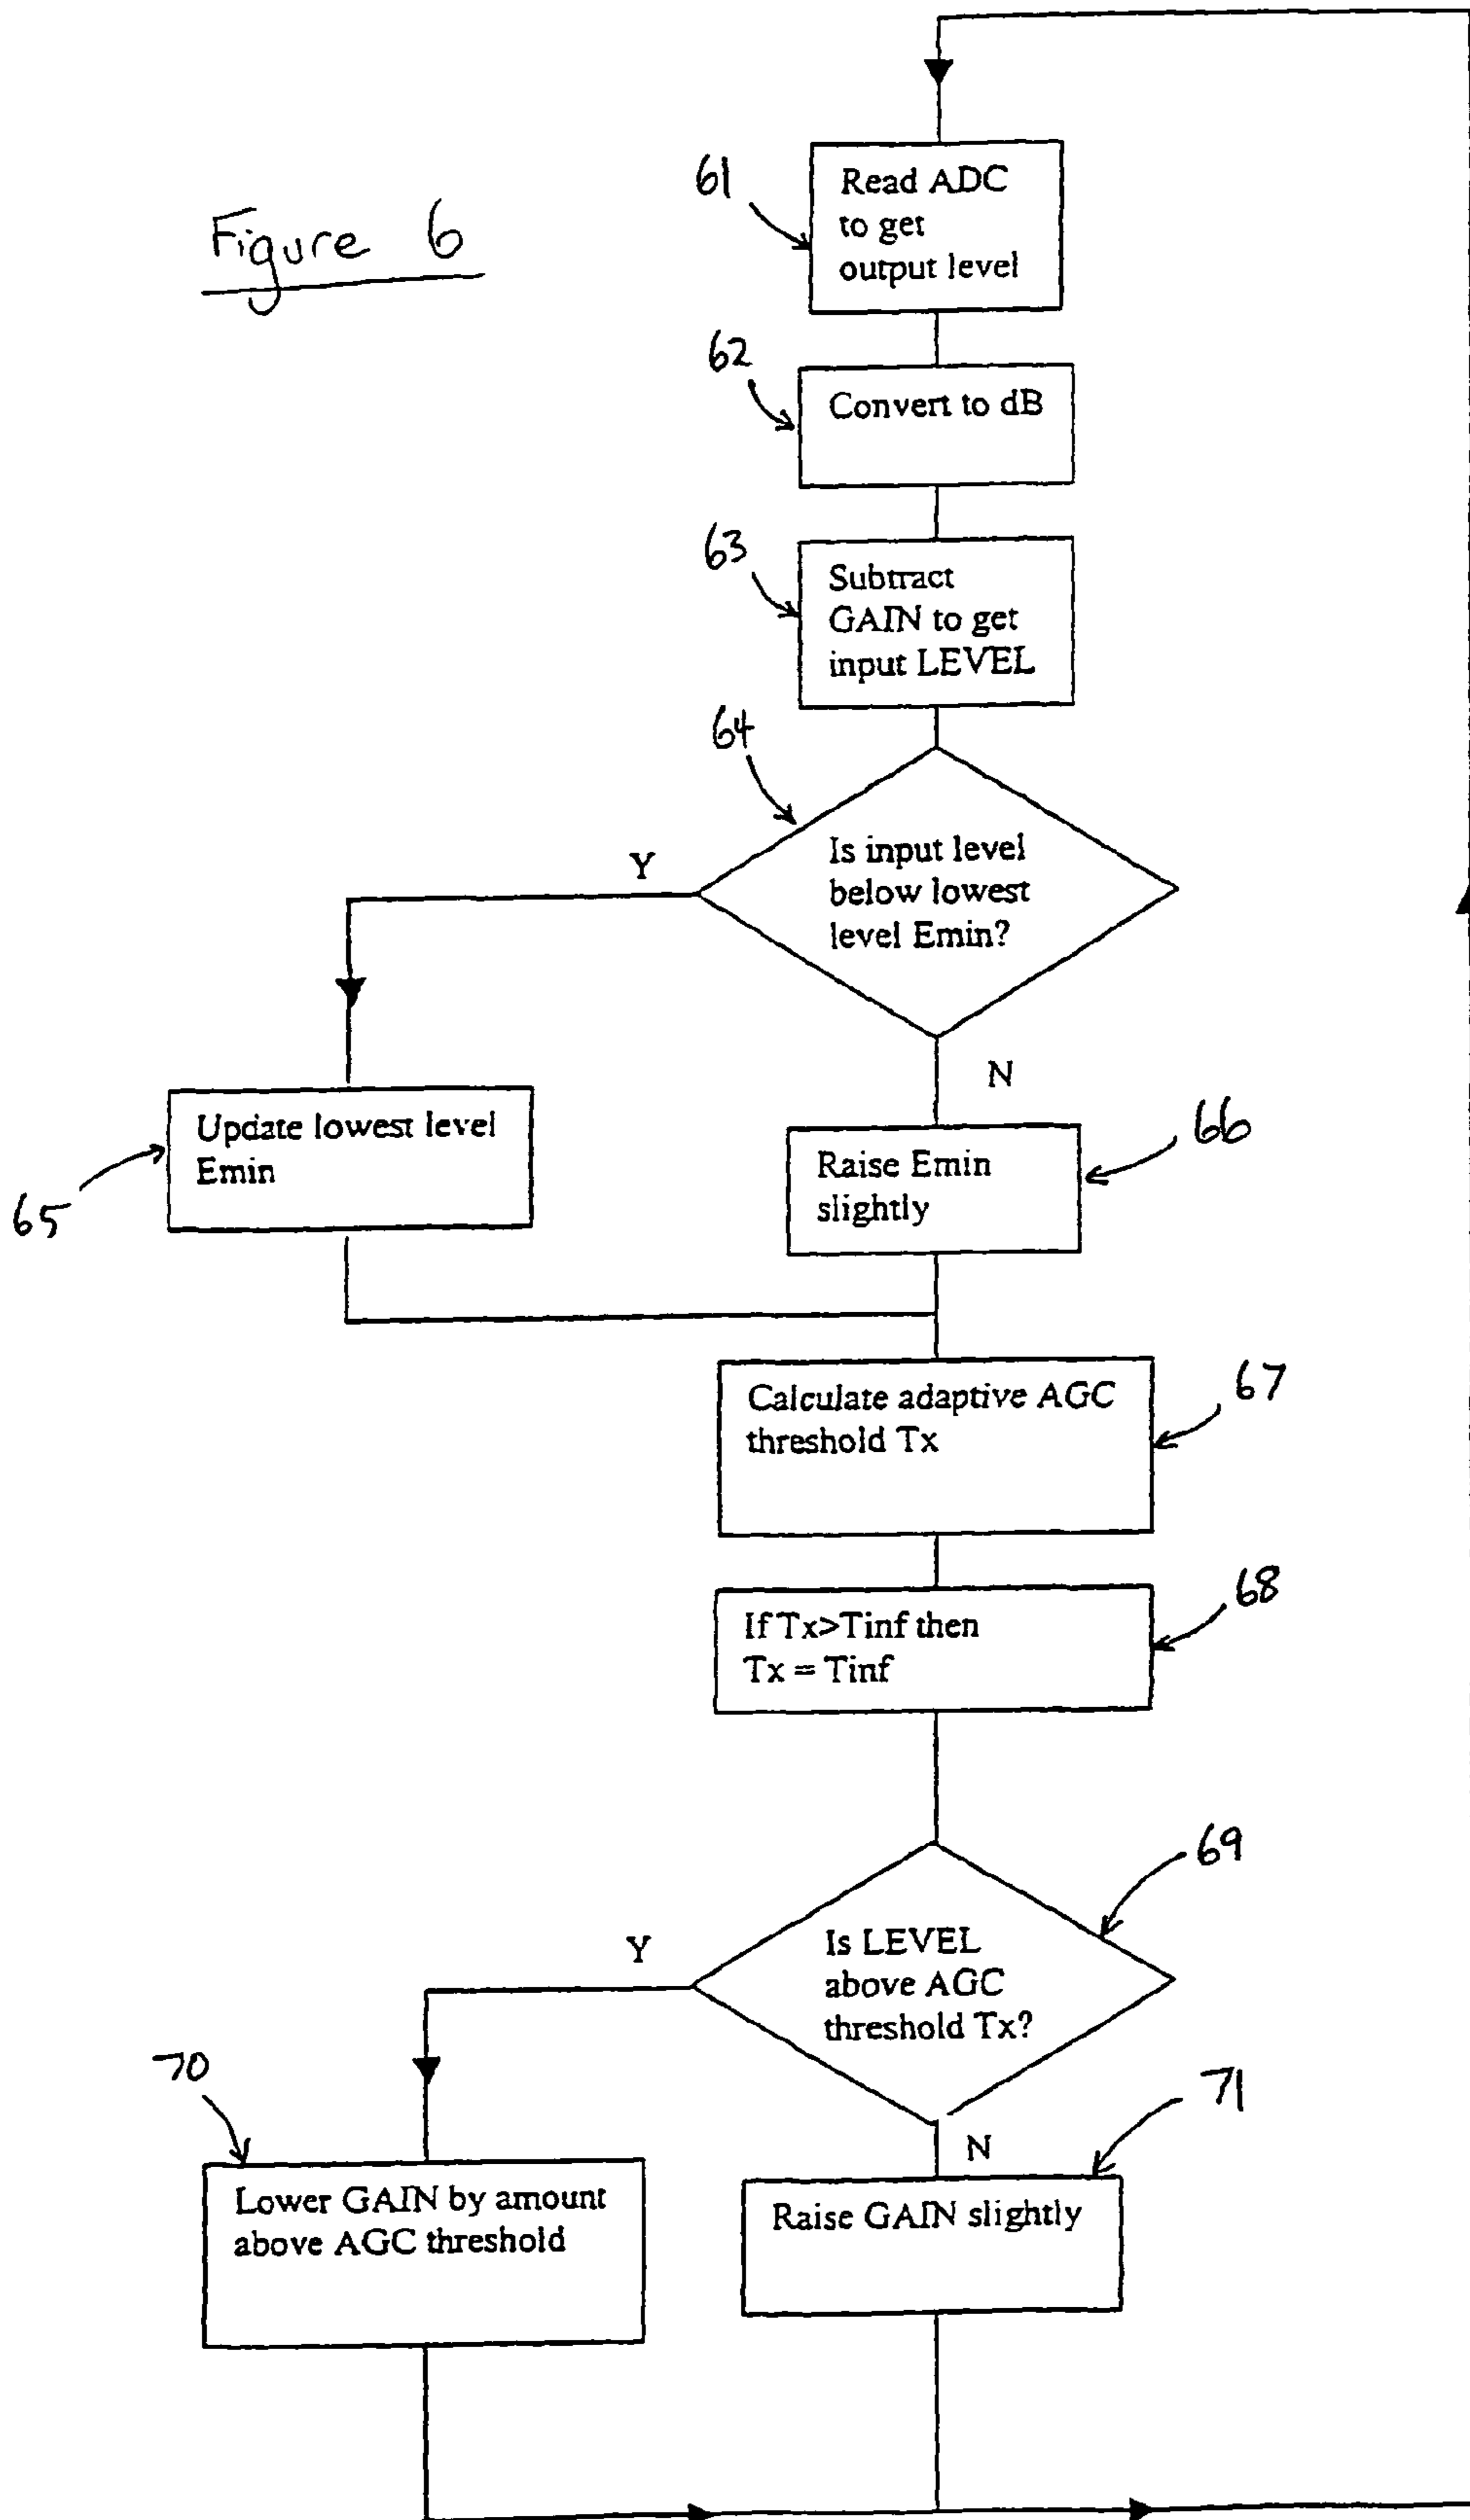 Figure 6
61
Read ADC
to get
output level
62
Convert to dB
63
Subtract
GAIN to get
input LEVEL
64
Is input level
below lowest
level Emin?
Y
N
65
Update lowest level
Emin
66
Raise Emin
slightly
67
Calculate adaptive AGC
threshold Tx
68
If Tx>Tinf then
Tx = Tinf
69
Is LEVEL
above AGC
threshold Tx?
Y
N
70
Lower GAIN by amount
above AGC threshold
71
Raise GAIN slightly